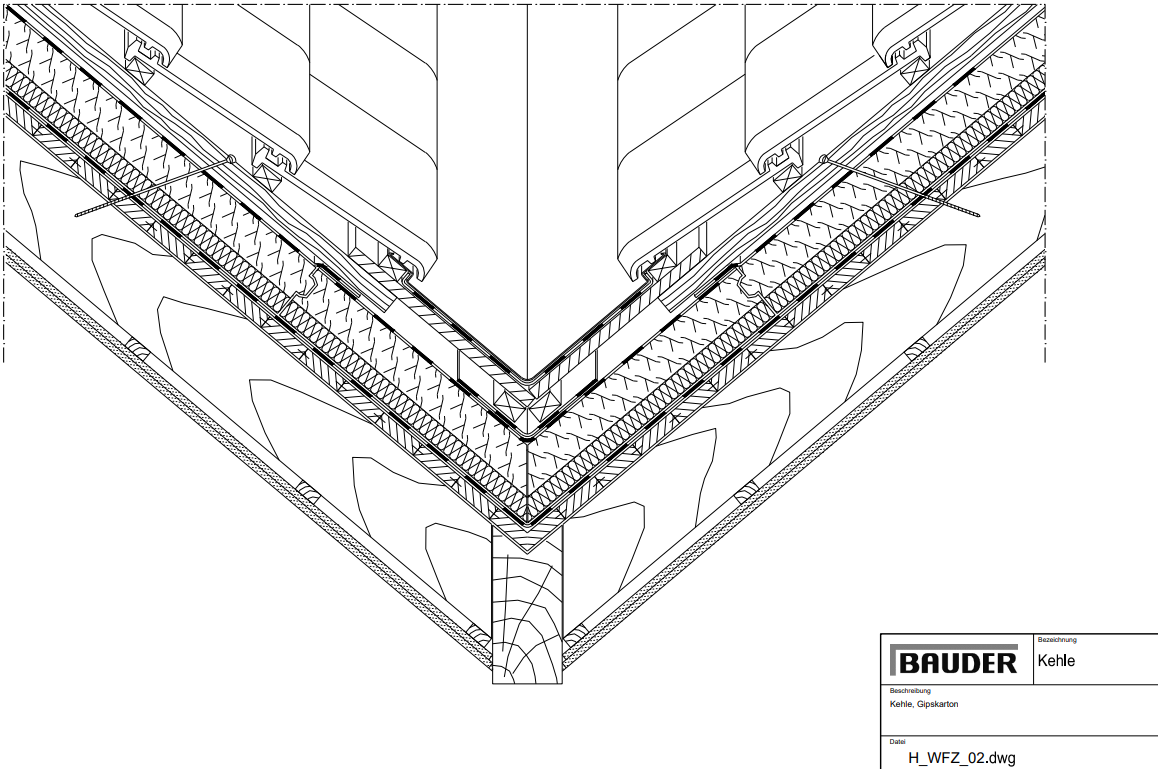 BAUDER
Bezeichnung
Kehle
Beschreibung
Kehle, Gipskarton
Datei
H_WFZ_02.dwg